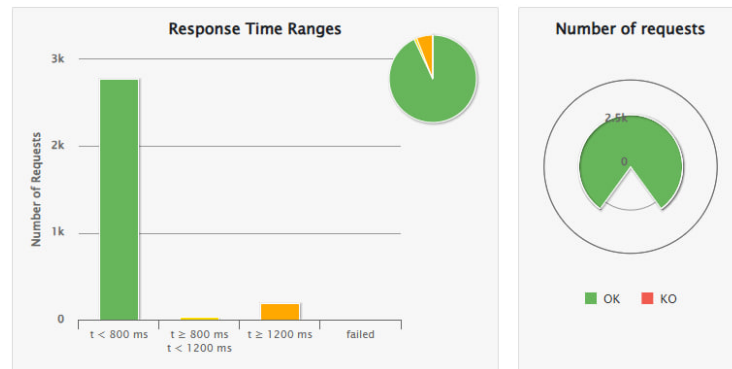 Response Time Ranges
Number of Requests
3k
2k
1k
0
t < 800 ms
t ≥ 800 ms
t < 1200 ms
t ≥ 1200 ms
failed
Number of requests
2.5k
0
OK
KO